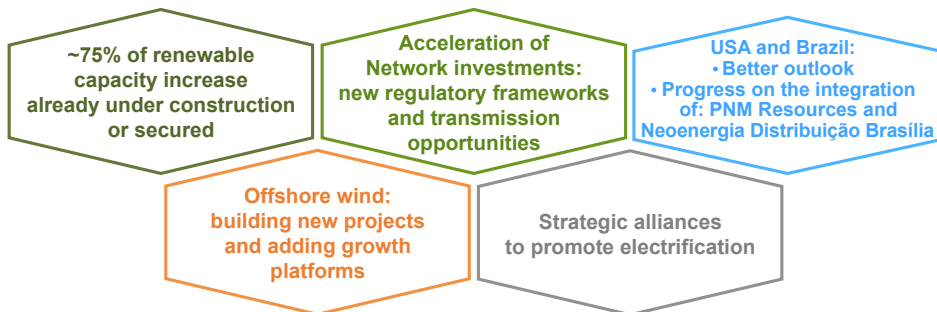 ~75% of renewable
capacity increase
already under construction
or secured
Acceleration of
Network investments:
new regulatory frameworks
and transmission
opportunities
USA and Brazil:
• Better outlook
• Progress on the integration
of: PNM Resources and
Neoenergia Distribuição Brasília
Offshore wind:
building new projects
and adding growth
platforms
Strategic alliances
to promote electrification